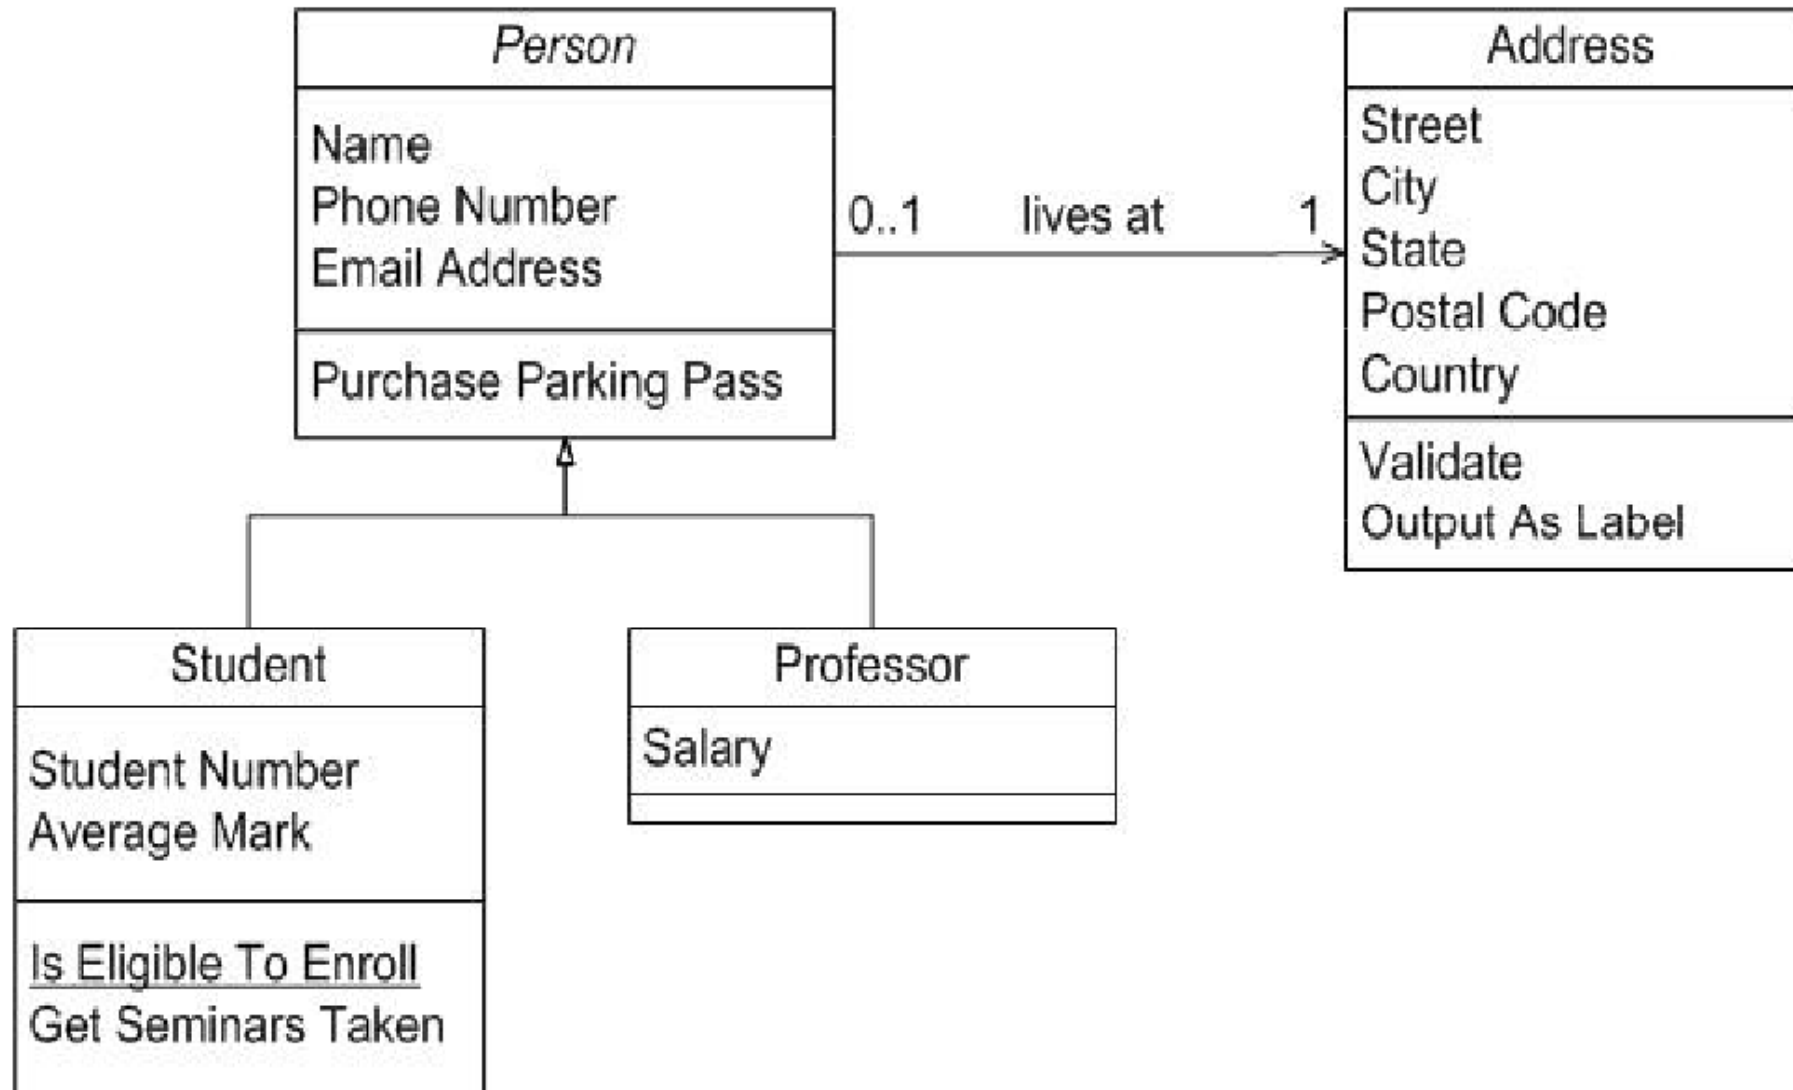 Person
Name
Phone Number
Email Address
Purchase Parking Pass
0..1 lives at 1
Address
Street
City
State
Postal Code
Country
Validate
Output As Label
Student
Student Number
Average Mark
Is Eligible To Enroll
Get Seminars Taken
Professor
Salary